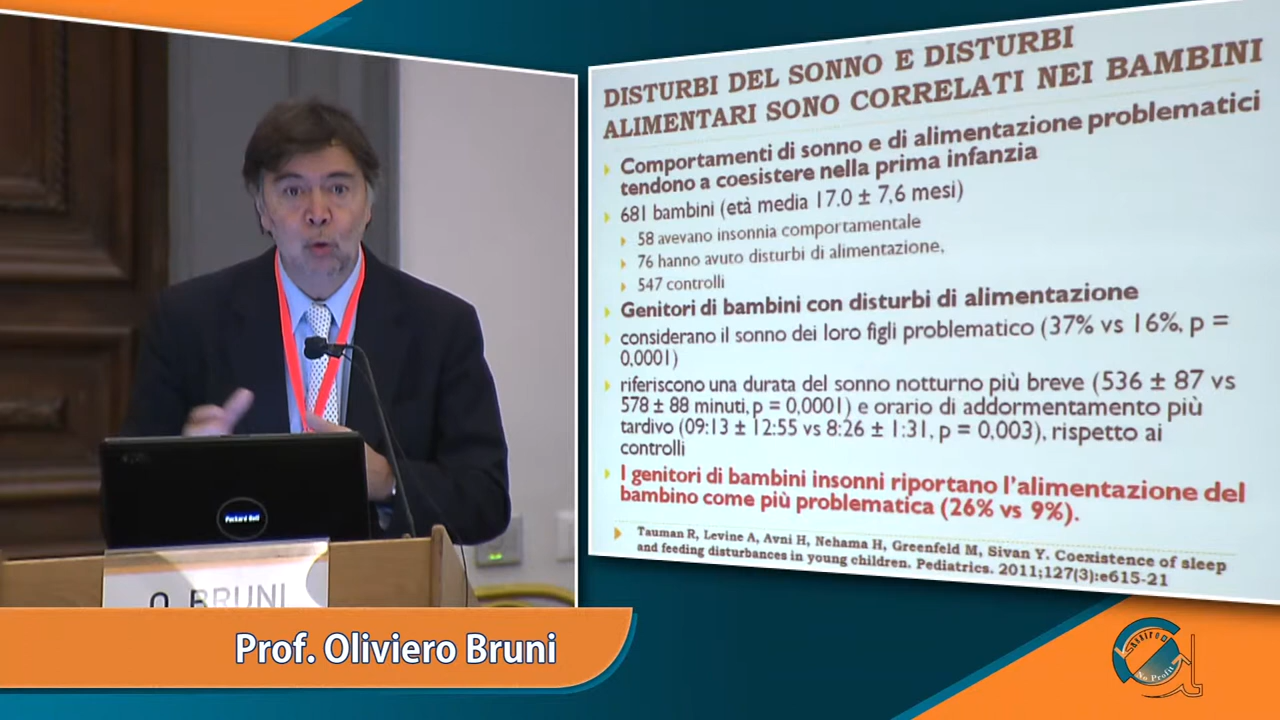 DISTURBI DEL SONNO E DISTURBI
ALIMENTARI SONO CORRELATI NEI BAMBINI
Comportamenti di sonno e di alimentazione problematici
tendono a coesistere nella prima infanzia
681 bambini (età media 17.0 ± 7,6 mesi)
58 avevano insonnia comportamentale
76 hanno avuto disturbi di alimentazione,
547 controlli
Genitori di bambini con disturbi di alimentazione
considerano il sonno dei loro figli problematico (37% vs 16%, p =
0,0001)
riferiscono una durata del sonno notturno più breve (536 ± 87 vs
578 ± 88 minuti, p = 0,0001) e orario di addormentamento più
tardivo (09:13 ± 12:55 vs 8:26 ± 1:31, p = 0,003), rispetto ai
controlli
I genitori di bambini insonni riportano l'alimentazione del
bambino come più problematica (26% vs 9%).
Tauman R, Levine A, Avni H, Nehama H, Greenfeld M, Sivan Y. Coexistence of sleep
and feeding disturbances in young children. Pediatrics. 2011;127(3):e615-21
Packard Bell
O. BRUNI
Prof. Oliviero Bruni
No Profit